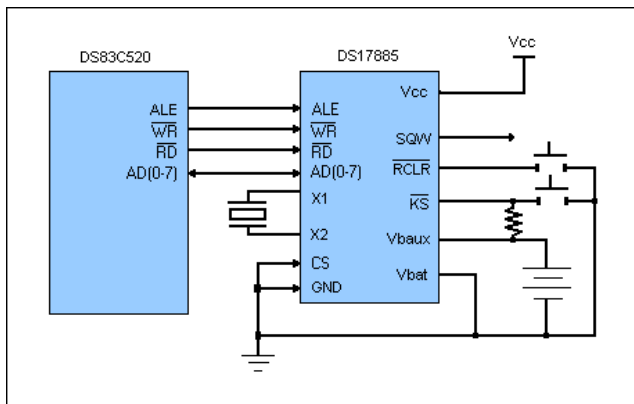 DS83C520
ALE
WR
RD
AD(0-7)
DS17885
ALE
WR
RD
AD(0-7)
X1
X2
CS
GND
Vcc
SQW
RCLR
KS
Vbaux
Vbat
Vcc